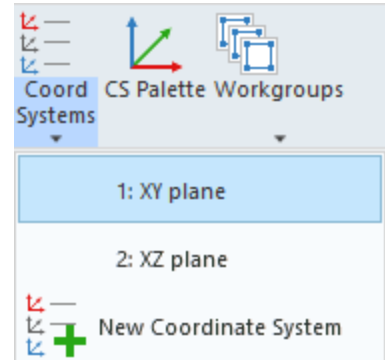 Coord Systems
CS Palette
Workgroups
1: XY plane
2: XZ plane
New Coordinate System